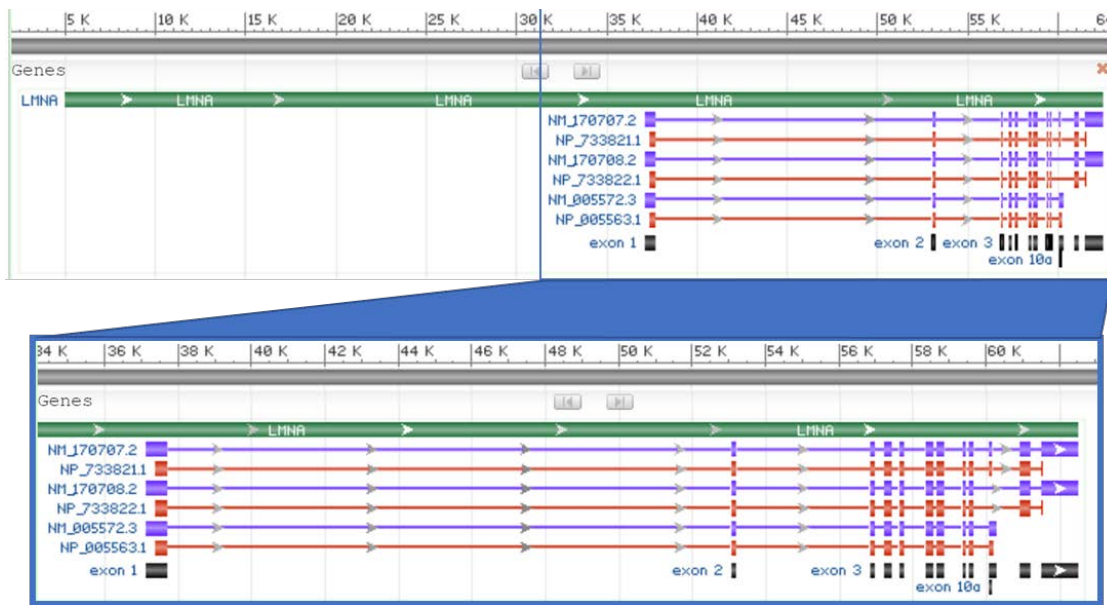 5 K 10 K 15 K 20 K 25 K 30 K 35 K 40 K 45 K 50 K 55 K 6
Genes
LMNA LMNA LMNA LMNA LMNA
NM_170707.2
NP_733821.1
NM_170708.2
NP_733822.1
NM_005572.3
NP_005563.1
exon 1 exon 2 exon 3
exon 10a
34 K 36 K 38 K 40 K 42 K 44 K 46 K 48 K 50 K 52 K 54 K 56 K 58 K 60 K
Genes
LMNA LMNA
NM_170707.2
NP_733821.1
NM_170708.2
NP_733822.1
NM_005572.3
NP_005563.1
exon 1 exon 2 exon 3
exon 10a